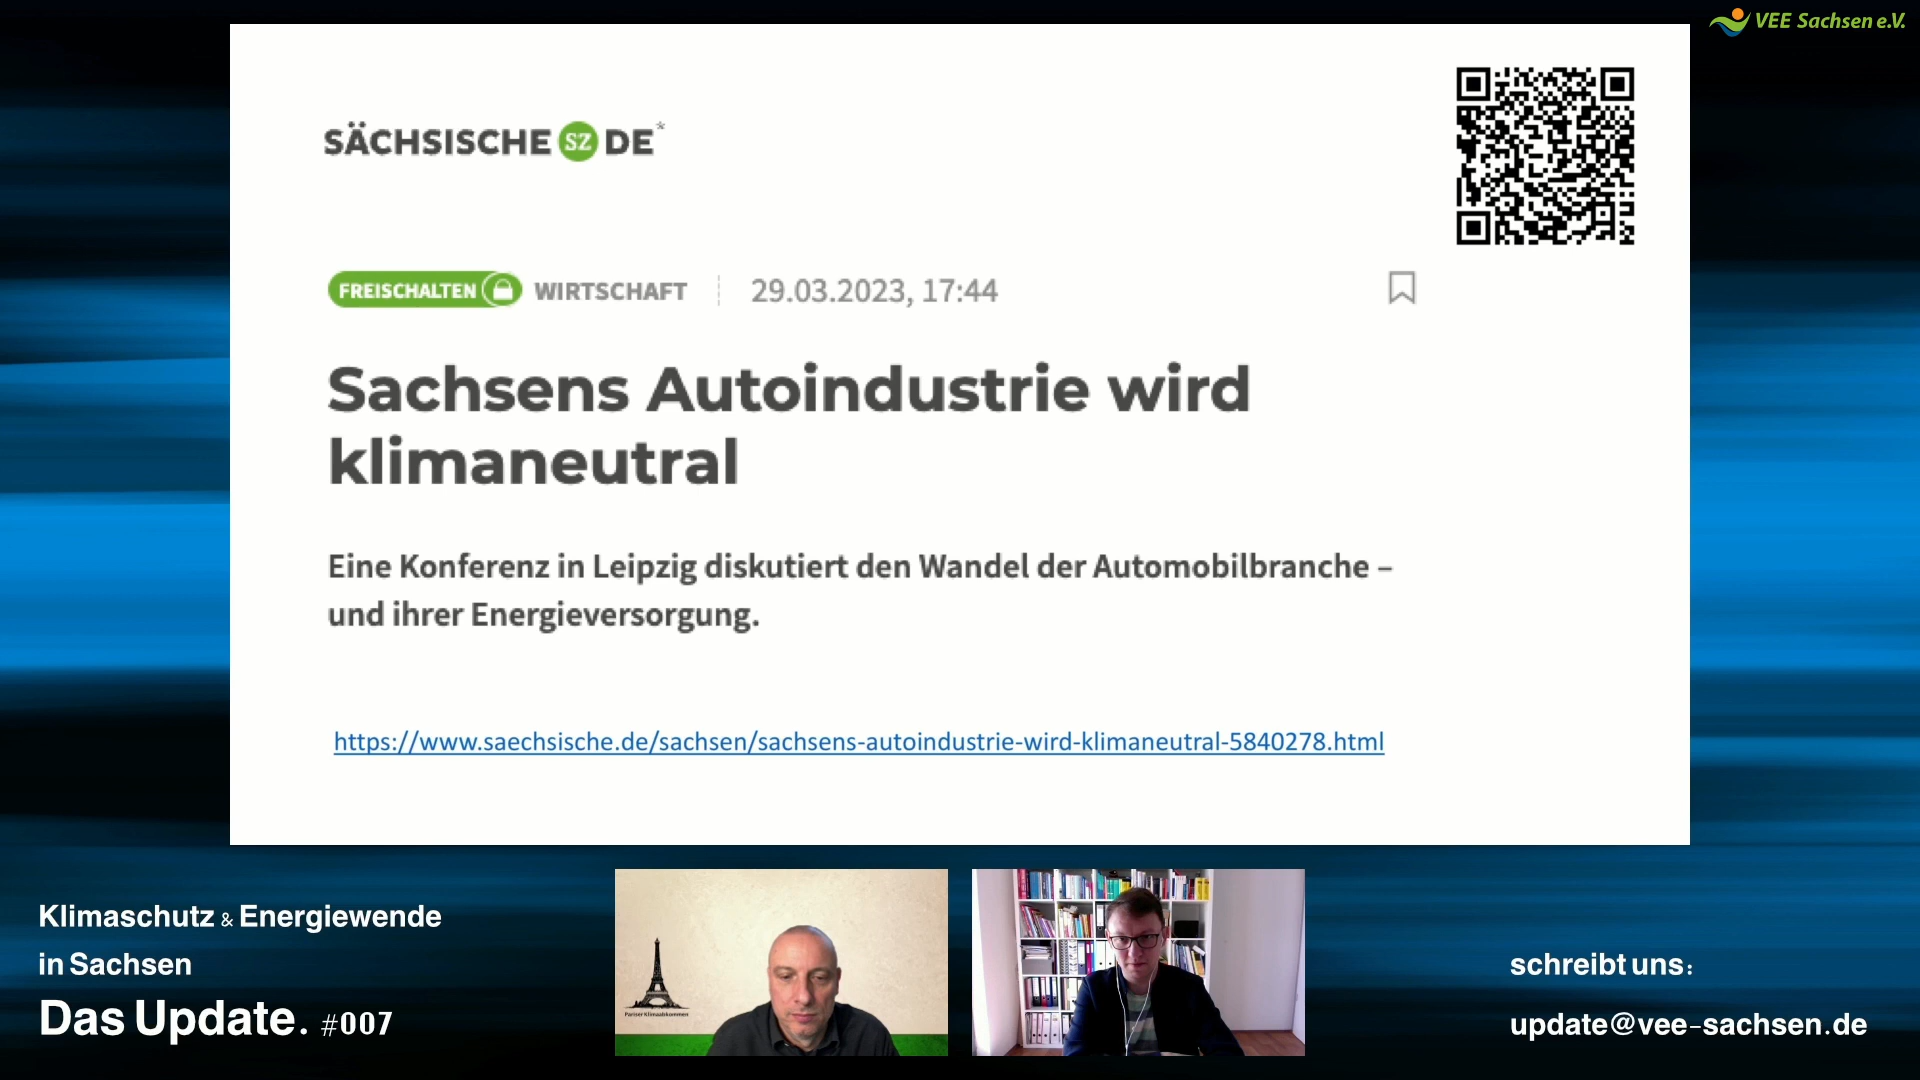 VEE Sachsen e.V.
SÄCHSISCHE SZ DE*
FREISCHALTEN WIRTSCHAFT 29.03.2023, 17:44
Sachsens Autoindustrie wird
klimaneutral
Eine Konferenz in Leipzig diskutiert den Wandel der Automobilbranche –
und ihrer Energieversorgung.
https://www.saechsische.de/sachsen/sachsens-autoindustrie-wird-klimaneutral-5840278.html
Klimaschutz & Energiewende
in Sachsen
Das Update. #007
Pariser Klimaabkommen
schreibt uns:
update@vee-sachsen.de